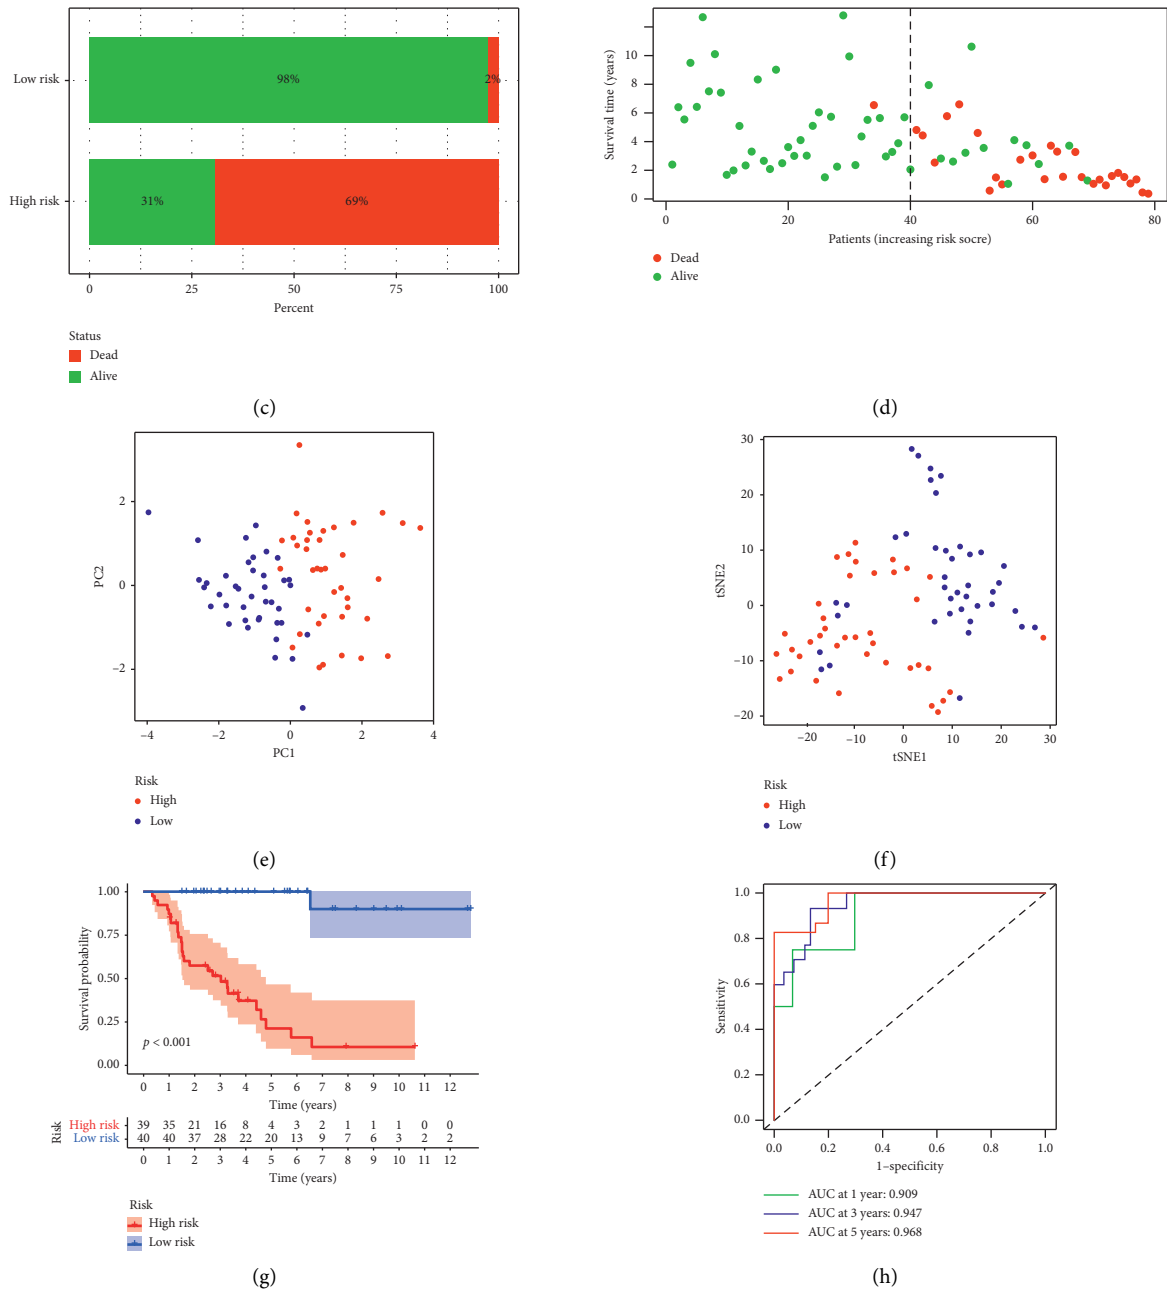 Low risk
98%
2%
High risk
31%
69%
0
25
50
75
100
Percent
Status
Dead
Alive
(c)
Survival time (years)
10
8
6
4
2
0
0
20
40
60
80
Patients (increasing risk socre)
Dead
Alive
(d)
PC2
2
0
−2
−4
−2
0
2
4
PC1
Risk
High
Low
(e)
tSNE2
30
20
10
0
−10
−20
−20
−10
0
10
20
30
tSNE1
Risk
High
Low
(f)
Survival probability
1.00
0.75
0.50
0.25
0.00
p < 0.001
0 1 2 3 4 5 6 7 8 9 10 11 12
Time (years)
Risk
High risk 39 35 21 16 8 4 3 2 1 1 1 0 0
Low risk 40 40 37 28 22 20 13 9 7 6 3 2 2
0 1 2 3 4 5 6 7 8 9 10 11 12
Time (years)
Risk
High risk
Low risk
(g)
Sensitivity
1.0
0.8
0.6
0.4
0.2
0.0
0.0 0.2 0.4 0.6 0.8 1.0
1−specificity
AUC at 1 year: 0.909
AUC at 3 years: 0.947
AUC at 5 years: 0.968
(h)